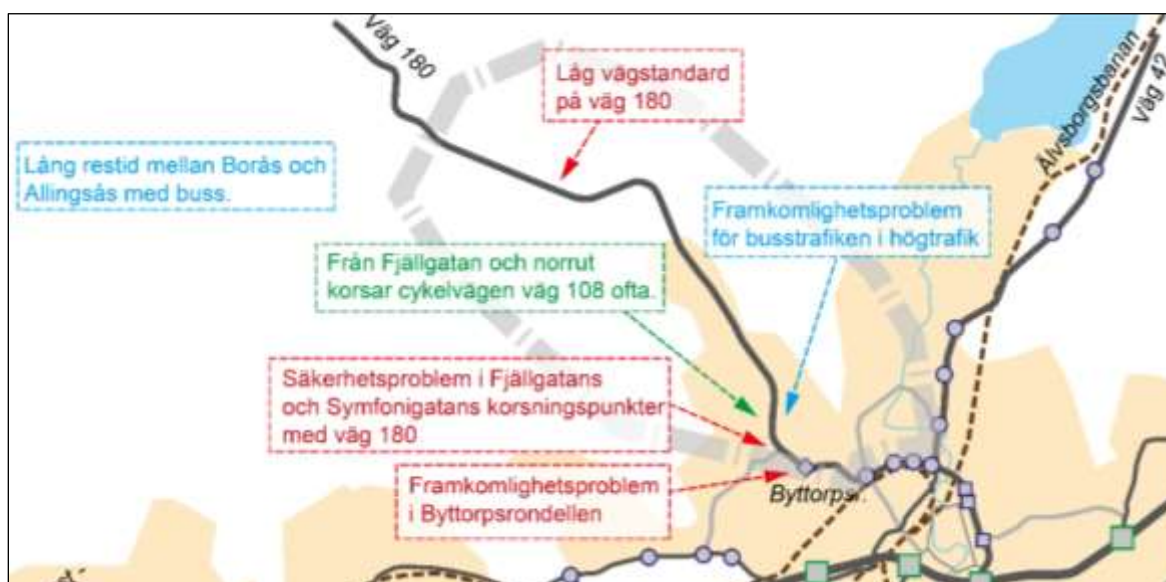 Väg 180
Låg vägstandard
på väg 180
Älvsborgsbanan
Väg 42
Lång restid mellan Borås och
Allingsås med buss.
Framkomlighetsproblem
för busstrafiken i högtrafik
Från Fjällgatan och norrut
korsar cykelvägen väg 108 ofta.
Säkerhetsproblem i Fjällgatans
och Symfonigatans korsningspunkter
med väg 180
Framkomlighetsproblem
i Byttorpsrondellen
Byttorpsr.